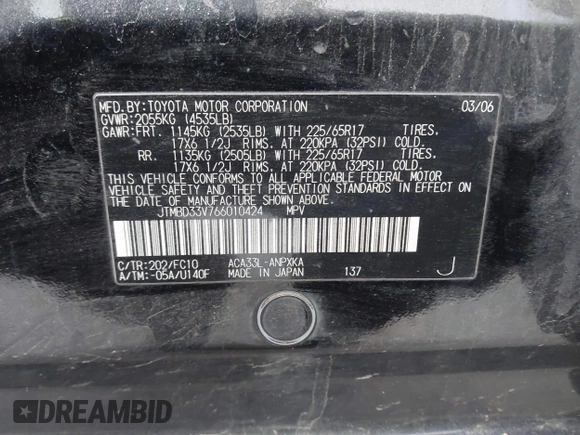 MFD.BY:TOYOTA MOTOR CORPORATION 03/06
GVWR:2055KG (4535LB)
GAWR:FRT. 1145KG (2535LB) WITH 225/65R17 TIRES,
17X6 1/2J RIMS, AT 220KPA (32PSI) COLD.
RR. 1135KG (2505LB) WITH 225/65R17 TIRES,
17X6 1/2J RIMS, AT 220KPA (32PSI) COLD.
THIS VEHICLE CONFORMS TO ALL APPLICABLE FEDERAL MOTOR
VEHICLE SAFETY AND THEFT PREVENTION STANDARDS IN EFFECT ON
THE DATE OF MANUFACTURE SHOWN ABOVE.
JTMBD33V766010424 MPV
C/TR:202/FC10 ACA33L-ANPXKA
A/TM:-05A/U140F MADE IN JAPAN 137 J
DREAMBID